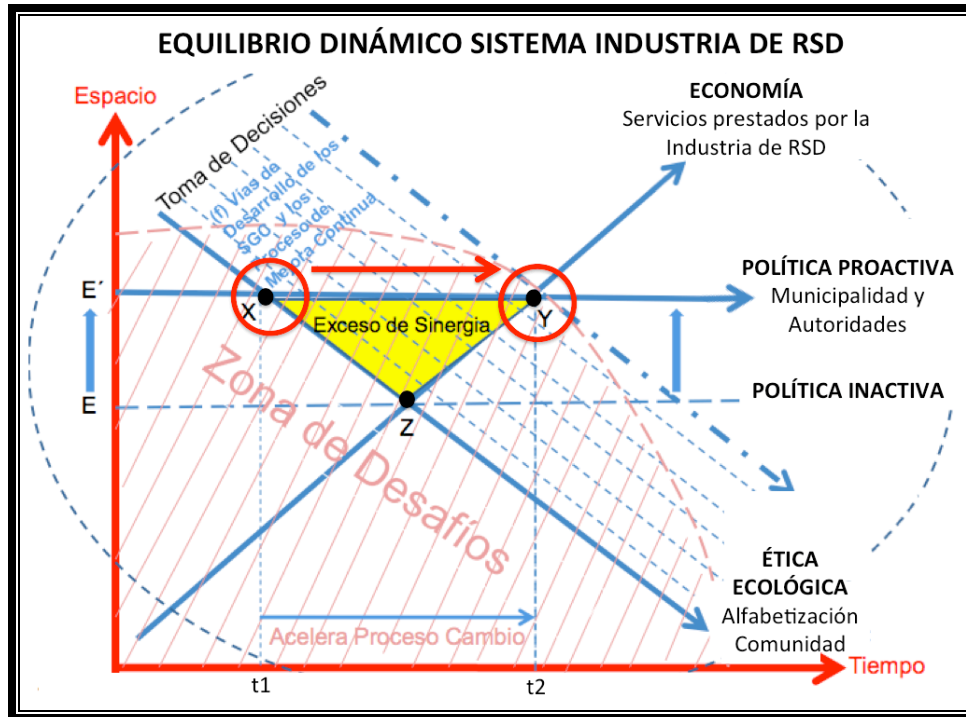 EQUILIBRIO DINÁMICO SISTEMA INDUSTRIA DE RSD
Espacio
Toma de Decisiones
(f) Vías de
Desarrollo de los
SGC y los
Proceso de
Mejora Continua
ECONOMÍA
Servicios prestados por la
Industria de RSD
E´
X
Y
Exceso de Sinergia
POLÍTICA PROACTIVA
Municipalidad y
Autoridades
E
Z
POLÍTICA INACTIVA
Zona de Desafíos
ÉTICA
ECOLÓGICA
Alfabetización
Comunidad
Acelera Proceso Cambio
Tiempo
t1
t2